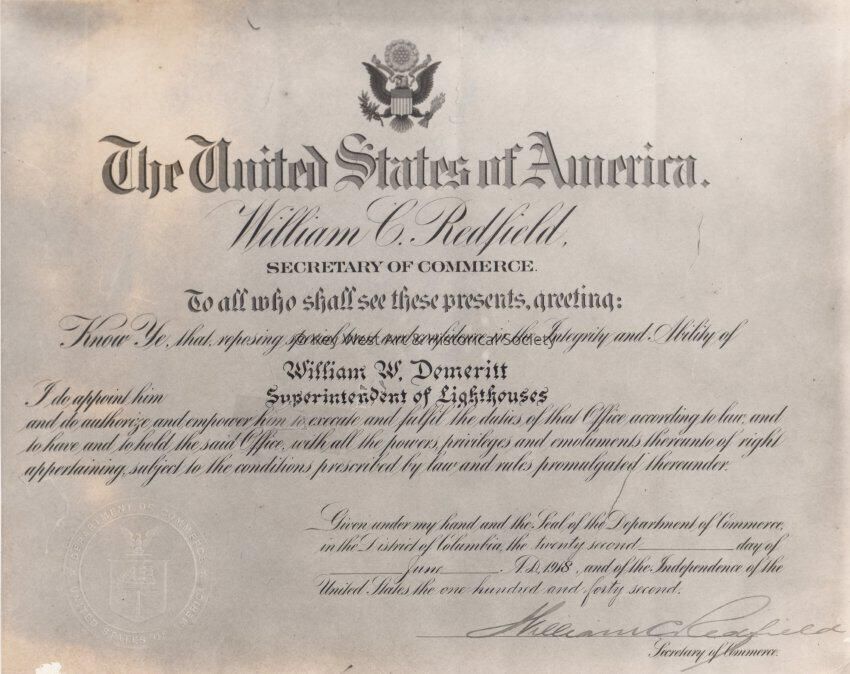 The United States of America.
William C. Redfield,
SECRETARY OF COMMERCE.
To all who shall see these presents, greeting:
Know Ye, that, reposing special trust and confidence in the Integrity and Ability of
© Key West Art & Historical Society
William W. Demeritt
I do appoint him Superintendent of Lighthouses
and do authorize and empower him to execute and fulfil the duties of that Office according to law, and
to have and to hold the said Office, with all the powers, privileges and emoluments thereunto of right
appertaining, subject to the conditions prescribed by law and rules promulgated thereunder.
Given under my hand and the Seal of the Department of Commerce,
in the District of Columbia, the twenty second day of
June A.D. 1918, and of the Independence of the
United States the one hundred and forty second.
William C. Redfield
Secretary of Commerce.
DEPARTMENT OF COMMERCE
UNITED STATES OF AMERICA